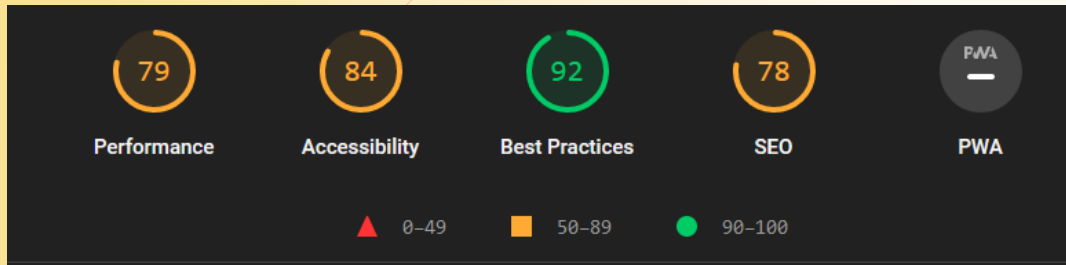 79 84 92 78 PWA
Performance Accessibility Best Practices SEO PWA
0–49 50–89 90–100